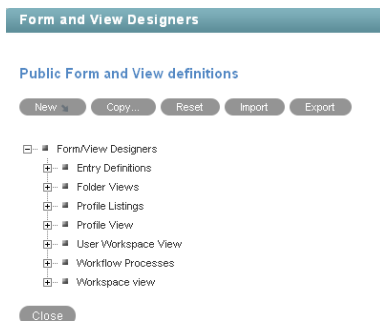 Form and View Designers
Public Form and View definitions
New Copy... Reset Import Export
Form/View Designers
Entry Definitions
Folder Views
Profile Listings
Profile View
User Workspace View
Workflow Processes
Workspace view
Close